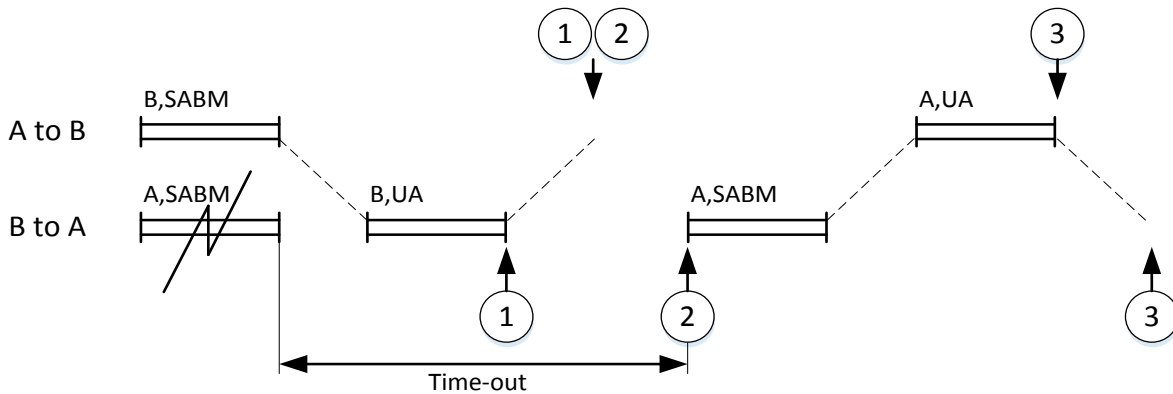 1 2 3
B,SABM A,UA
A to B
A,SABM B,UA A,SABM
B to A
1 2 3
Time-out